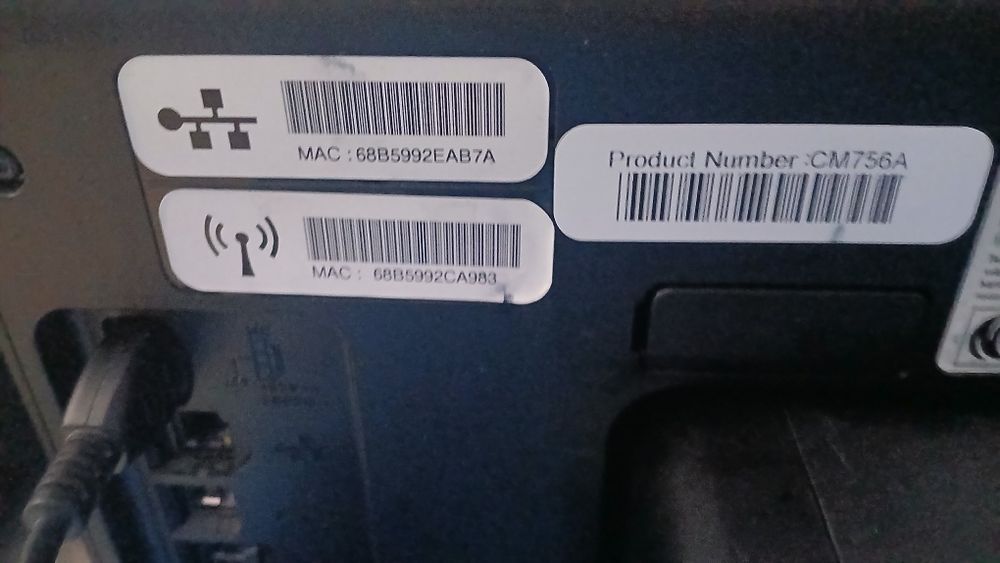 MAC : 68B5992EAB7A
MAC : 68B5992CA983
Product Number :CM756A